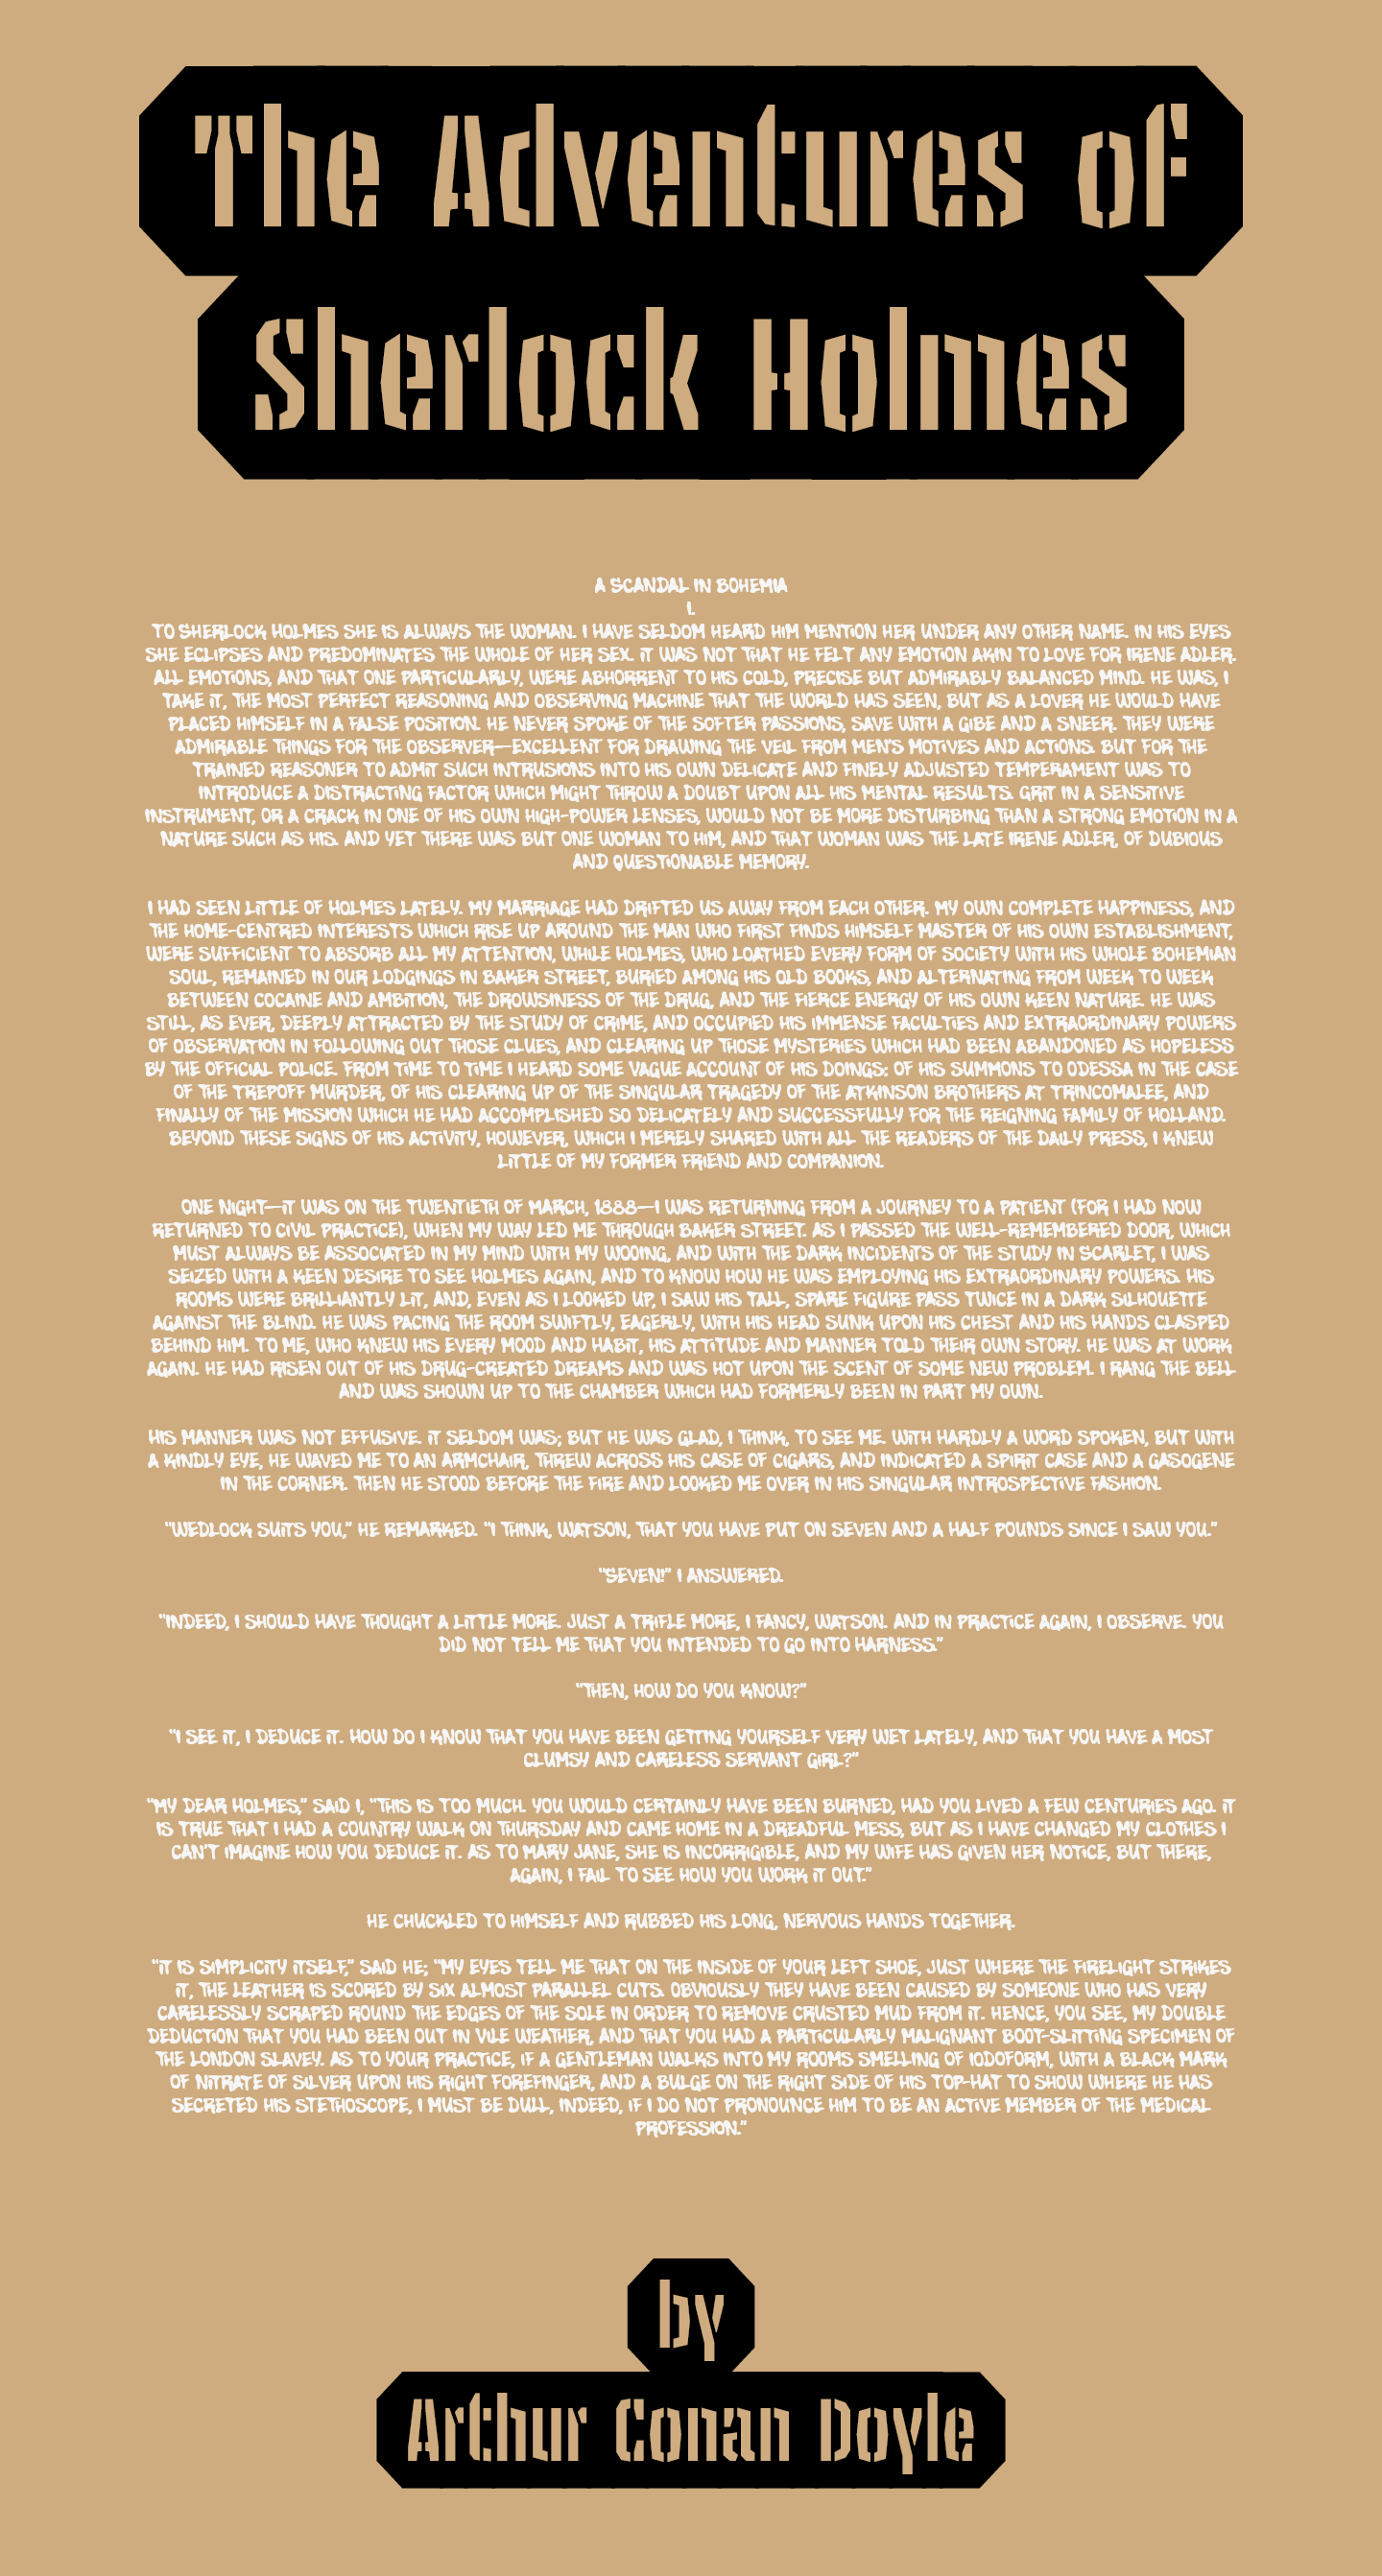 The Adventures of
Sherlock Holmes
A SCANDAL IN BOHEMIA
I.
TO SHERLOCK HOLMES SHE IS ALWAYS THE WOMAN. I HAVE SELDOM HEARD HIM MENTION HER UNDER ANY OTHER NAME. IN HIS EYES
SHE ECLIPSES AND PREDOMINATES THE WHOLE OF HER SEX. IT WAS NOT THAT HE FELT ANY EMOTION AKIN TO LOVE FOR IRENE ADLER.
ALL EMOTIONS, AND THAT ONE PARTICULARLY, WERE ABHORRENT TO HIS COLD, PRECISE BUT ADMIRABLY BALANCED MIND. HE WAS, I
TAKE IT, THE MOST PERFECT REASONING AND OBSERVING MACHINE THAT THE WORLD HAS SEEN, BUT AS A LOVER HE WOULD HAVE
PLACED HIMSELF IN A FALSE POSITION. HE NEVER SPOKE OF THE SOFTER PASSIONS, SAVE WITH A GIBE AND A SNEER. THEY WERE
ADMIRABLE THINGS FOR THE OBSERVER—EXCELLENT FOR DRAWING THE VEIL FROM MEN'S MOTIVES AND ACTIONS. BUT FOR THE
TRAINED REASONER TO ADMIT SUCH INTRUSIONS INTO HIS OWN DELICATE AND FINELY ADJUSTED TEMPERAMENT WAS TO
INTRODUCE A DISTRACTING FACTOR WHICH MIGHT THROW A DOUBT UPON ALL HIS MENTAL RESULTS. GRIT IN A SENSITIVE
INSTRUMENT, OR A CRACK IN ONE OF HIS OWN HIGH-POWER LENSES, WOULD NOT BE MORE DISTURBING THAN A STRONG EMOTION IN A
NATURE SUCH AS HIS. AND YET THERE WAS BUT ONE WOMAN TO HIM, AND THAT WOMAN WAS THE LATE IRENE ADLER, OF DUBIOUS
AND QUESTIONABLE MEMORY.
I HAD SEEN LITTLE OF HOLMES LATELY. MY MARRIAGE HAD DRIFTED US AWAY FROM EACH OTHER. MY OWN COMPLETE HAPPINESS, AND
THE HOME-CENTRED INTERESTS WHICH RISE UP AROUND THE MAN WHO FIRST FINDS HIMSELF MASTER OF HIS OWN ESTABLISHMENT,
WERE SUFFICIENT TO ABSORB ALL MY ATTENTION, WHILE HOLMES, WHO LOATHED EVERY FORM OF SOCIETY WITH HIS WHOLE BOHEMIAN
SOUL, REMAINED IN OUR LODGINGS IN BAKER STREET, BURIED AMONG HIS OLD BOOKS, AND ALTERNATING FROM WEEK TO WEEK
BETWEEN COCAINE AND AMBITION, THE DROWSINESS OF THE DRUG, AND THE FIERCE ENERGY OF HIS OWN KEEN NATURE. HE WAS
STILL, AS EVER, DEEPLY ATTRACTED BY THE STUDY OF CRIME, AND OCCUPIED HIS IMMENSE FACULTIES AND EXTRAORDINARY POWERS
OF OBSERVATION IN FOLLOWING OUT THOSE CLUES, AND CLEARING UP THOSE MYSTERIES WHICH HAD BEEN ABANDONED AS HOPELESS
BY THE OFFICIAL POLICE. FROM TIME TO TIME I HEARD SOME VAGUE ACCOUNT OF HIS DOINGS: OF HIS SUMMONS TO ODESSA IN THE CASE
OF THE TREPOFF MURDER, OF HIS CLEARING UP OF THE SINGULAR TRAGEDY OF THE ATKINSON BROTHERS AT TRINCOMALEE, AND
FINALLY OF THE MISSION WHICH HE HAD ACCOMPLISHED SO DELICATELY AND SUCCESSFULLY FOR THE REIGNING FAMILY OF HOLLAND.
BEYOND THESE SIGNS OF HIS ACTIVITY, HOWEVER, WHICH I MERELY SHARED WITH ALL THE READERS OF THE DAILY PRESS, I KNEW
LITTLE OF MY FORMER FRIEND AND COMPANION.
ONE NIGHT—IT WAS ON THE TWENTIETH OF MARCH, 1888—I WAS RETURNING FROM A JOURNEY TO A PATIENT (FOR I HAD NOW
RETURNED TO CIVIL PRACTICE), WHEN MY WAY LED ME THROUGH BAKER STREET. AS I PASSED THE WELL-REMEMBERED DOOR, WHICH
MUST ALWAYS BE ASSOCIATED IN MY MIND WITH MY WOOING, AND WITH THE DARK INCIDENTS OF THE STUDY IN SCARLET, I WAS
SEIZED WITH A KEEN DESIRE TO SEE HOLMES AGAIN, AND TO KNOW HOW HE WAS EMPLOYING HIS EXTRAORDINARY POWERS. HIS
ROOMS WERE BRILLIANTLY LIT, AND, EVEN AS I LOOKED UP, I SAW HIS TALL, SPARE FIGURE PASS TWICE IN A DARK SILHOUETTE
AGAINST THE BLIND. HE WAS PACING THE ROOM SWIFTLY, EAGERLY, WITH HIS HEAD SUNK UPON HIS CHEST AND HIS HANDS CLASPED
BEHIND HIM. TO ME, WHO KNEW HIS EVERY MOOD AND HABIT, HIS ATTITUDE AND MANNER TOLD THEIR OWN STORY. HE WAS AT WORK
AGAIN. HE HAD RISEN OUT OF HIS DRUG-CREATED DREAMS AND WAS HOT UPON THE SCENT OF SOME NEW PROBLEM. I RANG THE BELL
AND WAS SHOWN UP TO THE CHAMBER WHICH HAD FORMERLY BEEN IN PART MY OWN.
HIS MANNER WAS NOT EFFUSIVE. IT SELDOM WAS; BUT HE WAS GLAD, I THINK, TO SEE ME. WITH HARDLY A WORD SPOKEN, BUT WITH
A KINDLY EYE, HE WAVED ME TO AN ARMCHAIR, THREW ACROSS HIS CASE OF CIGARS, AND INDICATED A SPIRIT CASE AND A GASOGENE
IN THE CORNER. THEN HE STOOD BEFORE THE FIRE AND LOOKED ME OVER IN HIS SINGULAR INTROSPECTIVE FASHION.
"WEDLOCK SUITS YOU," HE REMARKED. "I THINK, WATSON, THAT YOU HAVE PUT ON SEVEN AND A HALF POUNDS SINCE I SAW YOU."
"SEVEN!" I ANSWERED.
"INDEED, I SHOULD HAVE THOUGHT A LITTLE MORE. JUST A TRIFLE MORE, I FANCY, WATSON. AND IN PRACTICE AGAIN, I OBSERVE. YOU
DID NOT TELL ME THAT YOU INTENDED TO GO INTO HARNESS."
"THEN, HOW DO YOU KNOW?"
"I SEE IT, I DEDUCE IT. HOW DO I KNOW THAT YOU HAVE BEEN GETTING YOURSELF VERY WET LATELY, AND THAT YOU HAVE A MOST
CLUMSY AND CARELESS SERVANT GIRL?"
"MY DEAR HOLMES," SAID I, "THIS IS TOO MUCH. YOU WOULD CERTAINLY HAVE BEEN BURNED, HAD YOU LIVED A FEW CENTURIES AGO. IT
IS TRUE THAT I HAD A COUNTRY WALK ON THURSDAY AND CAME HOME IN A DREADFUL MESS, BUT AS I HAVE CHANGED MY CLOTHES I
CAN'T IMAGINE HOW YOU DEDUCE IT. AS TO MARY JANE, SHE IS INCORRIGIBLE, AND MY WIFE HAS GIVEN HER NOTICE, BUT THERE,
AGAIN, I FAIL TO SEE HOW YOU WORK IT OUT."
HE CHUCKLED TO HIMSELF AND RUBBED HIS LONG, NERVOUS HANDS TOGETHER.
"IT IS SIMPLICITY ITSELF," SAID HE; "MY EYES TELL ME THAT ON THE INSIDE OF YOUR LEFT SHOE, JUST WHERE THE FIRELIGHT STRIKES
IT, THE LEATHER IS SCORED BY SIX ALMOST PARALLEL CUTS. OBVIOUSLY THEY HAVE BEEN CAUSED BY SOMEONE WHO HAS VERY
CARELESSLY SCRAPED ROUND THE EDGES OF THE SOLE IN ORDER TO REMOVE CRUSTED MUD FROM IT. HENCE, YOU SEE, MY DOUBLE
DEDUCTION THAT YOU HAD BEEN OUT IN VILE WEATHER, AND THAT YOU HAD A PARTICULARLY MALIGNANT BOOT-SLITTING SPECIMEN OF
THE LONDON SLAVEY. AS TO YOUR PRACTICE, IF A GENTLEMAN WALKS INTO MY ROOMS SMELLING OF IODOFORM, WITH A BLACK MARK
OF NITRATE OF SILVER UPON HIS RIGHT FOREFINGER, AND A BULGE ON THE RIGHT SIDE OF HIS TOP-HAT TO SHOW WHERE HE HAS
SECRETED HIS STETHOSCOPE, I MUST BE DULL, INDEED, IF I DO NOT PRONOUNCE HIM TO BE AN ACTIVE MEMBER OF THE MEDICAL
PROFESSION."
by
Arthur Conan Doyle